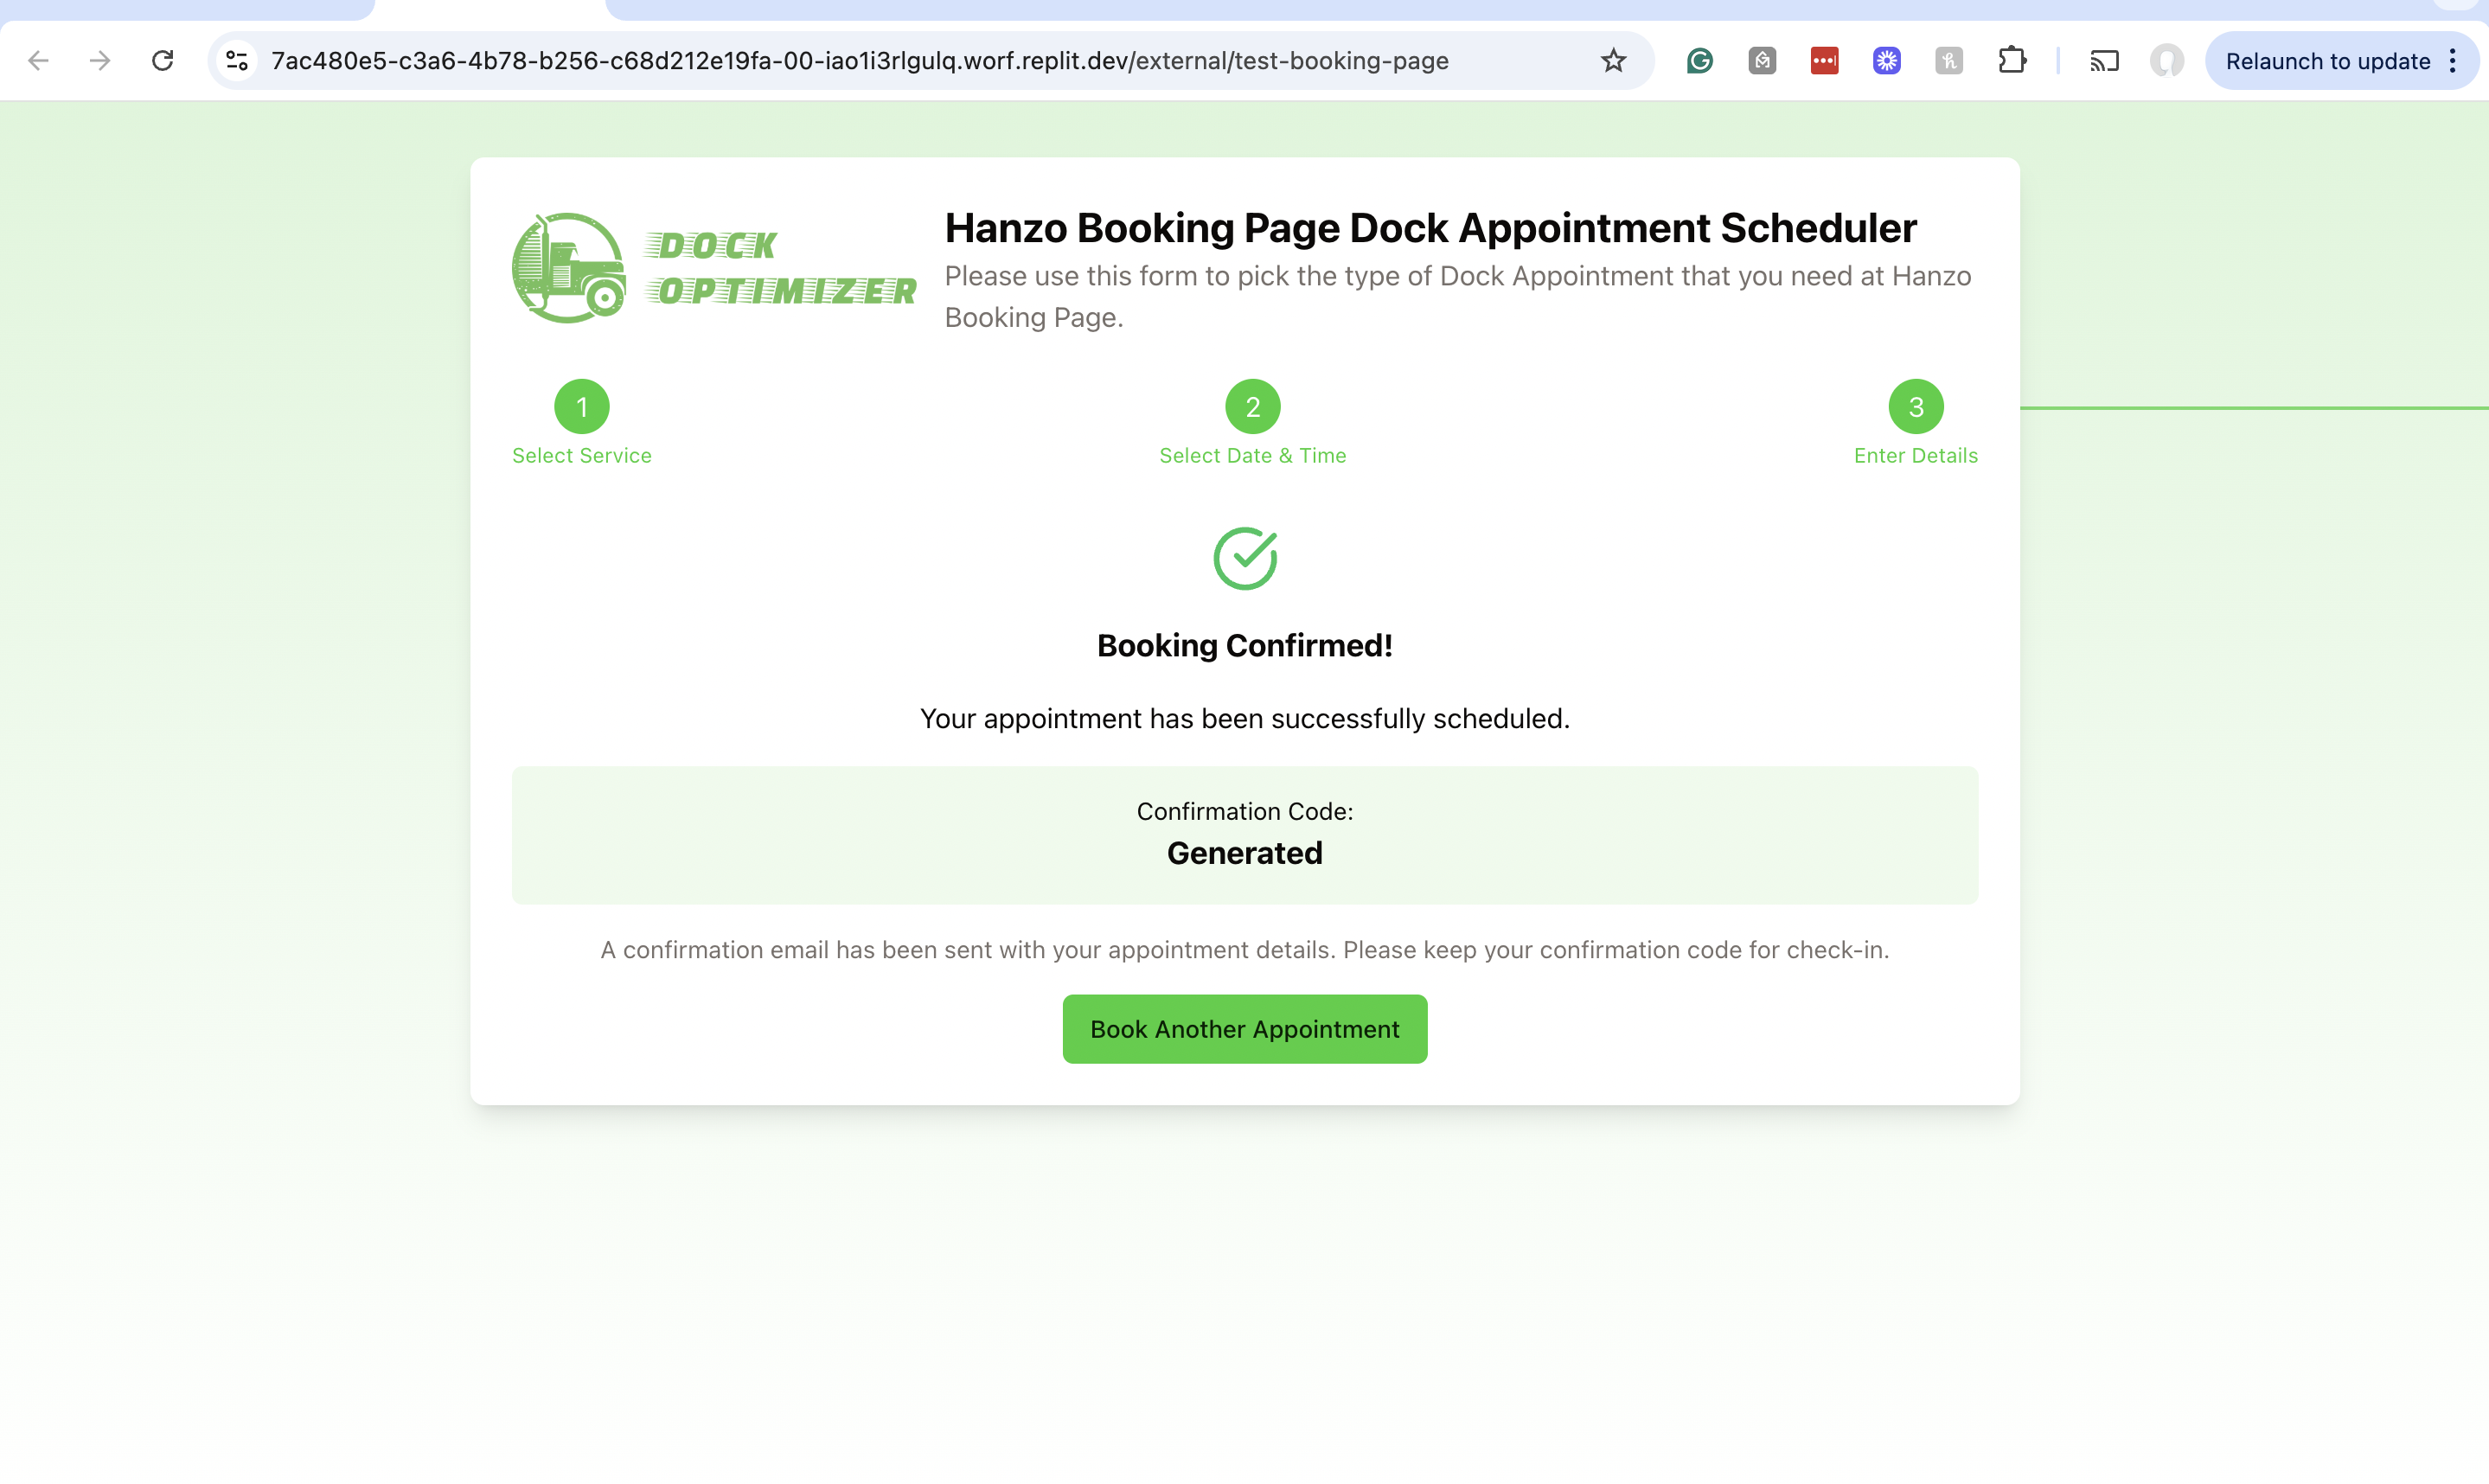 7ac480e5-c3a6-4b78-b256-c68d212e19fa-00-iao1i3rlgulq.worf.replit.dev/external/test-booking-page
Relaunch to update
DOCK
OPTIMIZER
Hanzo Booking Page Dock Appointment Scheduler
Please use this form to pick the type of Dock Appointment that you need at Hanzo
Booking Page.
1
2
3
Select Service
Select Date & Time
Enter Details
Booking Confirmed!
Your appointment has been successfully scheduled.
Confirmation Code:
Generated
A confirmation email has been sent with your appointment details. Please keep your confirmation code for check-in.
Book Another Appointment